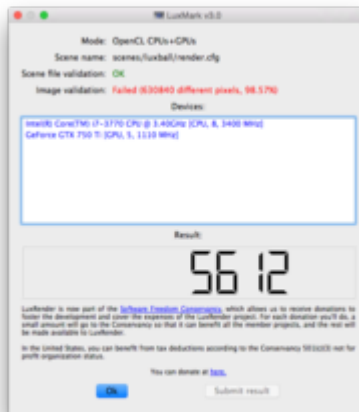 LuxMark v3.0
Mode: OpenCL CPUs+GPUs
Scene name: scenes/luxball/render.cfg
Scene file validation: OK
Image validation: Failed (630840 different pixels, 98.57%)
Devices:
Intel(R) Core(TM) i7-3770 CPU @ 3.40GHz [CPU, 8, 3400 MHz]
GeForce GTX 750 Ti [GPU, 5, 1110 MHz]
Result:
5612
LuxRender is now part of the Software Freedom Conservancy, which allows us to receive donations to
foster the development and cover the expenses of the LuxRender project. For each donation you'll do, a
small amount will go to the Conservancy so that it can benefit all the member projects, and the rest will
be made available to LuxRender.
In the United States, you can benefit from tax deductions according to the Conservancy 501(c)(3) not for
profit organization status.
You can donate at here.
Ok
Submit result